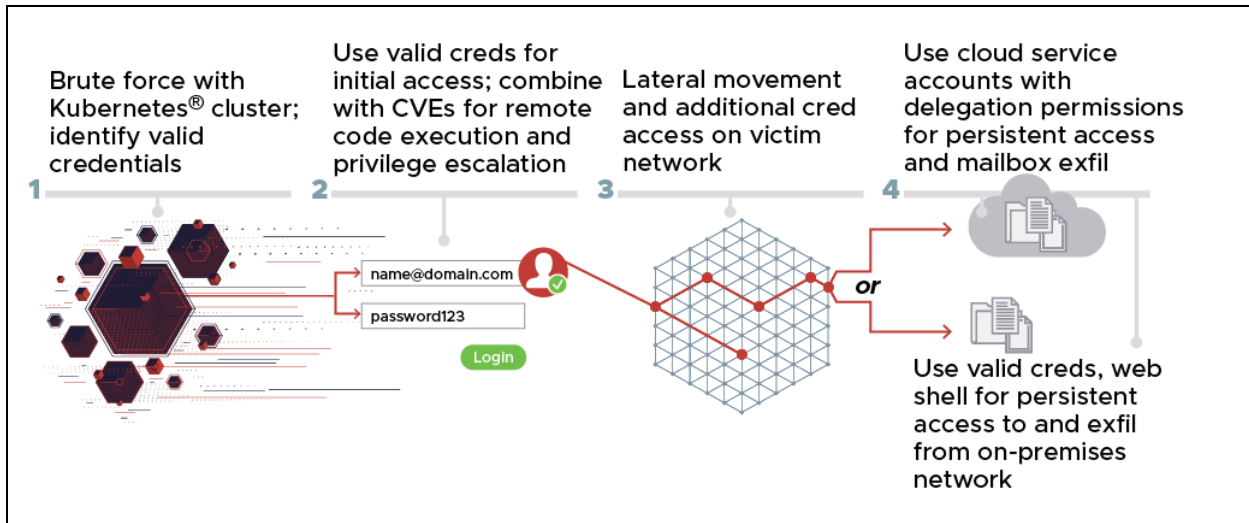 1
Brute force with
Kubernetes® cluster;
identify valid
credentials
2
Use valid creds for
initial access; combine
with CVEs for remote
code execution and
privilege escalation
name@domain.com
password123
Login
3
Lateral movement
and additional cred
access on victim
network
4
Use cloud service
accounts with
delegation permissions
for persistent access
and mailbox exfil
or
Use valid creds, web
shell for persistent
access to and exfil
from on-premises
network